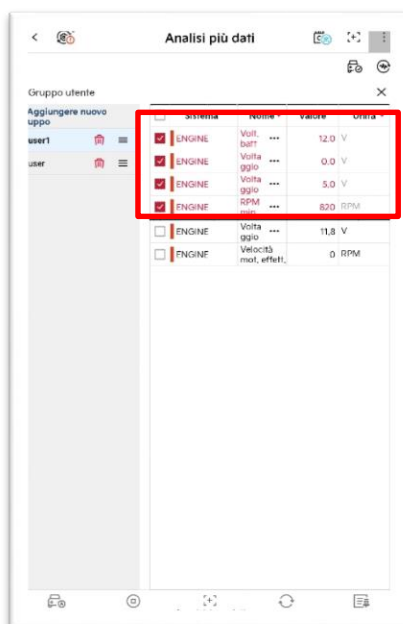 Analisi più dati
Gruppo utente
Aggiungere nuovo
uppo
Sistema Nome Valore Unità
user1
user
ENGINE Volt. batt ... 12.0 V
ENGINE Volta ggio ... 0.0 V
ENGINE Volta ggio ... 5.0 V
ENGINE RPM min ... 820 RPM
ENGINE Volta ggio ... 11,8 V
ENGINE Velocità mot, effett, 0 RPM